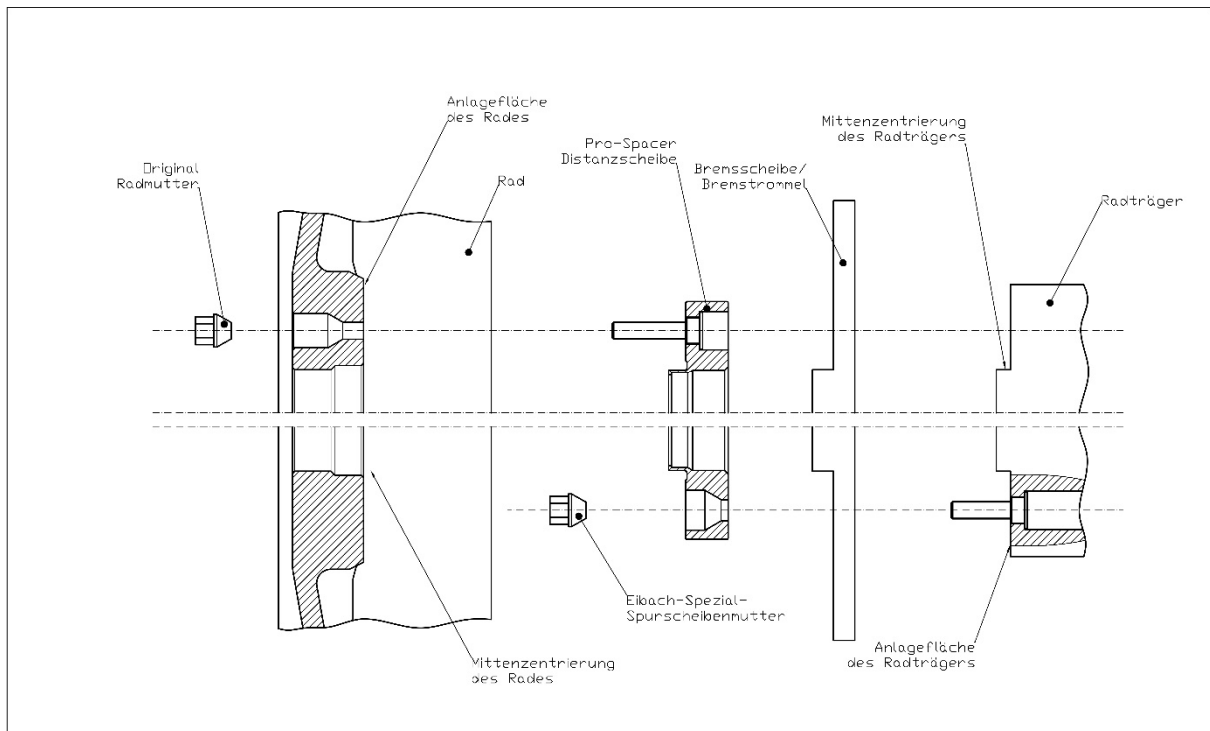 Anlagefläche
des Rades
Mittenzentrierung
des Radträgers
Pro-Spacer
Distanzscheibe
Original
Radmutter
Bremsscheibe/
Bremstrommel
Rad
Radträger
Eibach-Spezial-
Spurscheibenmutter
Anlagefläche
des Radträgers
Mittenzentrierung
des Rades